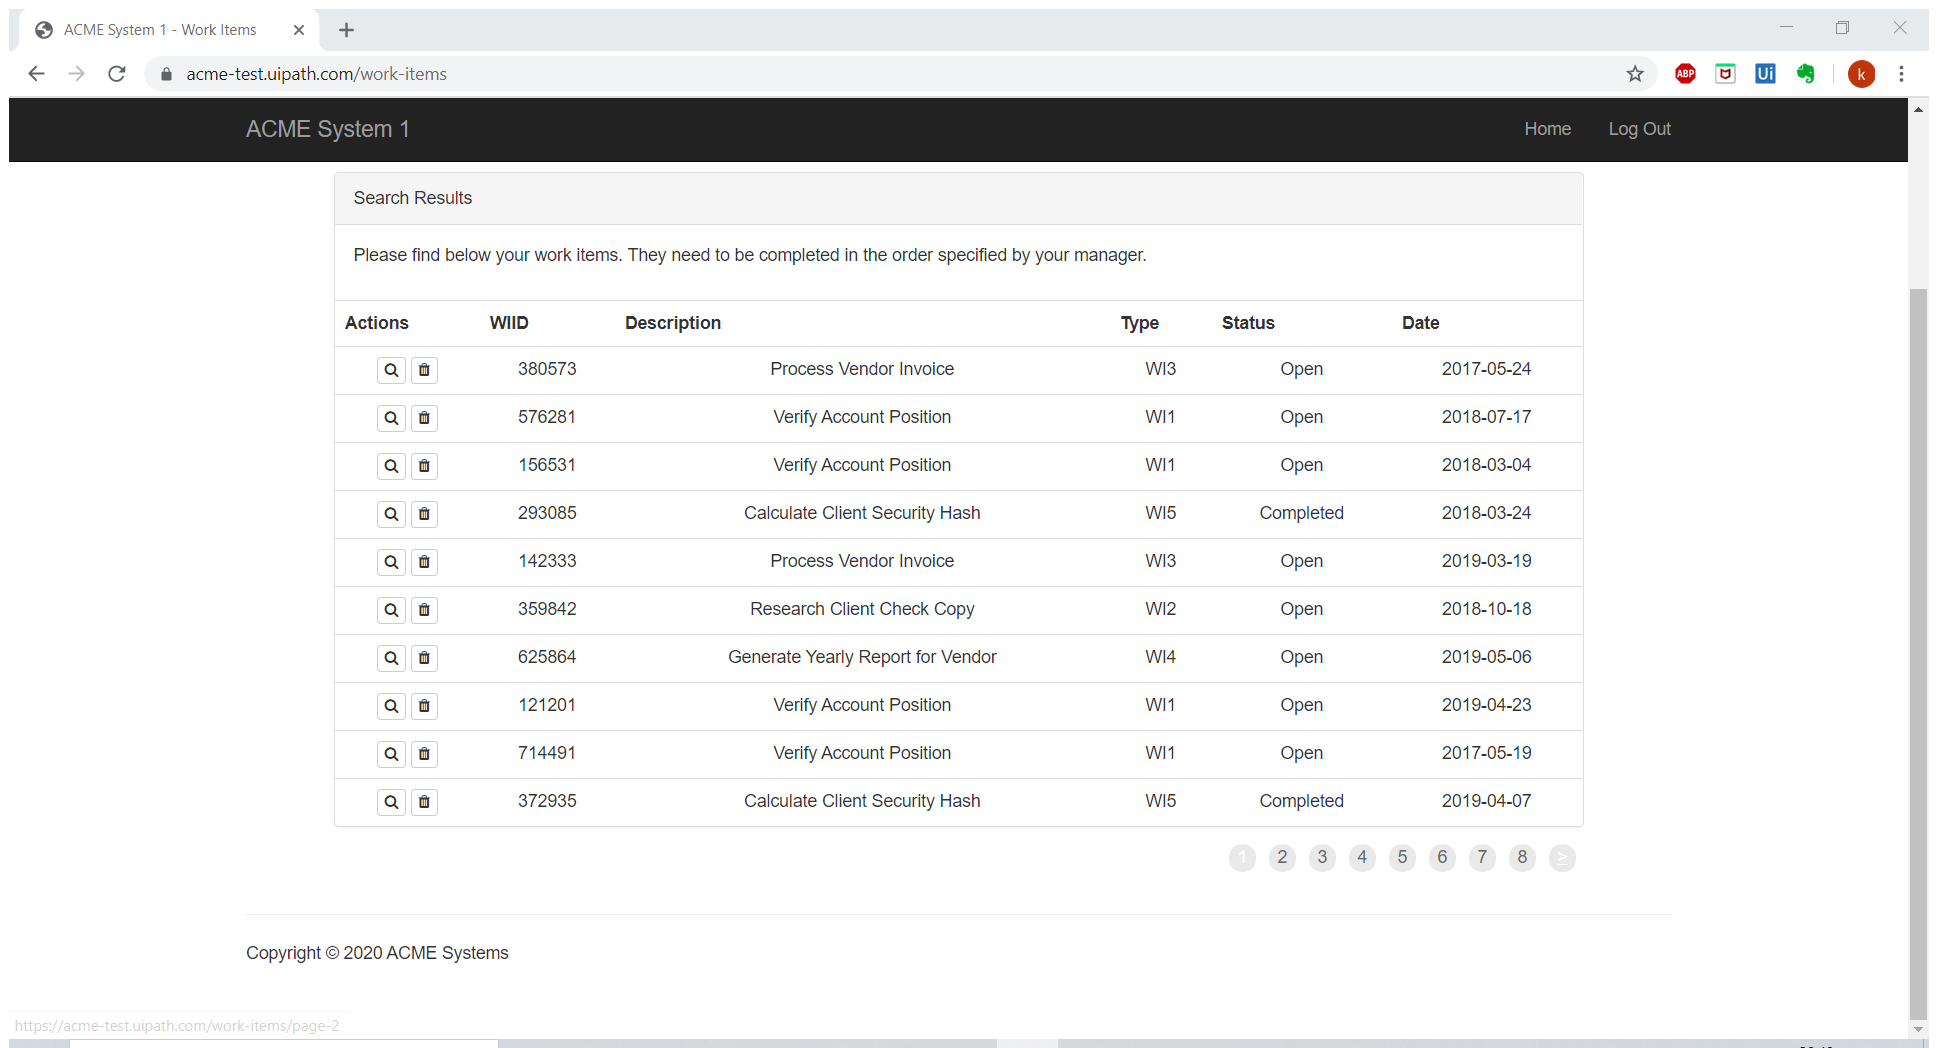 ACME System 1 - Work Items
acme-test.uipath.com/work-items
ABP Ui k
ACME System 1 Home Log Out
Search Results
Please find below your work items. They need to be completed in the order specified by your manager.
Actions WIID Description Type Status Date
380573 Process Vendor Invoice WI3 Open 2017-05-24
576281 Verify Account Position WI1 Open 2018-07-17
156531 Verify Account Position WI1 Open 2018-03-04
293085 Calculate Client Security Hash WI5 Completed 2018-03-24
142333 Process Vendor Invoice WI3 Open 2019-03-19
359842 Research Client Check Copy WI2 Open 2018-10-18
625864 Generate Yearly Report for Vendor WI4 Open 2019-05-06
121201 Verify Account Position WI1 Open 2019-04-23
714491 Verify Account Position WI1 Open 2017-05-19
372935 Calculate Client Security Hash WI5 Completed 2019-04-07
1 2 3 4 5 6 7 8 >
Copyright © 2020 ACME Systems
https://acme-test.uipath.com/work-items/page-2